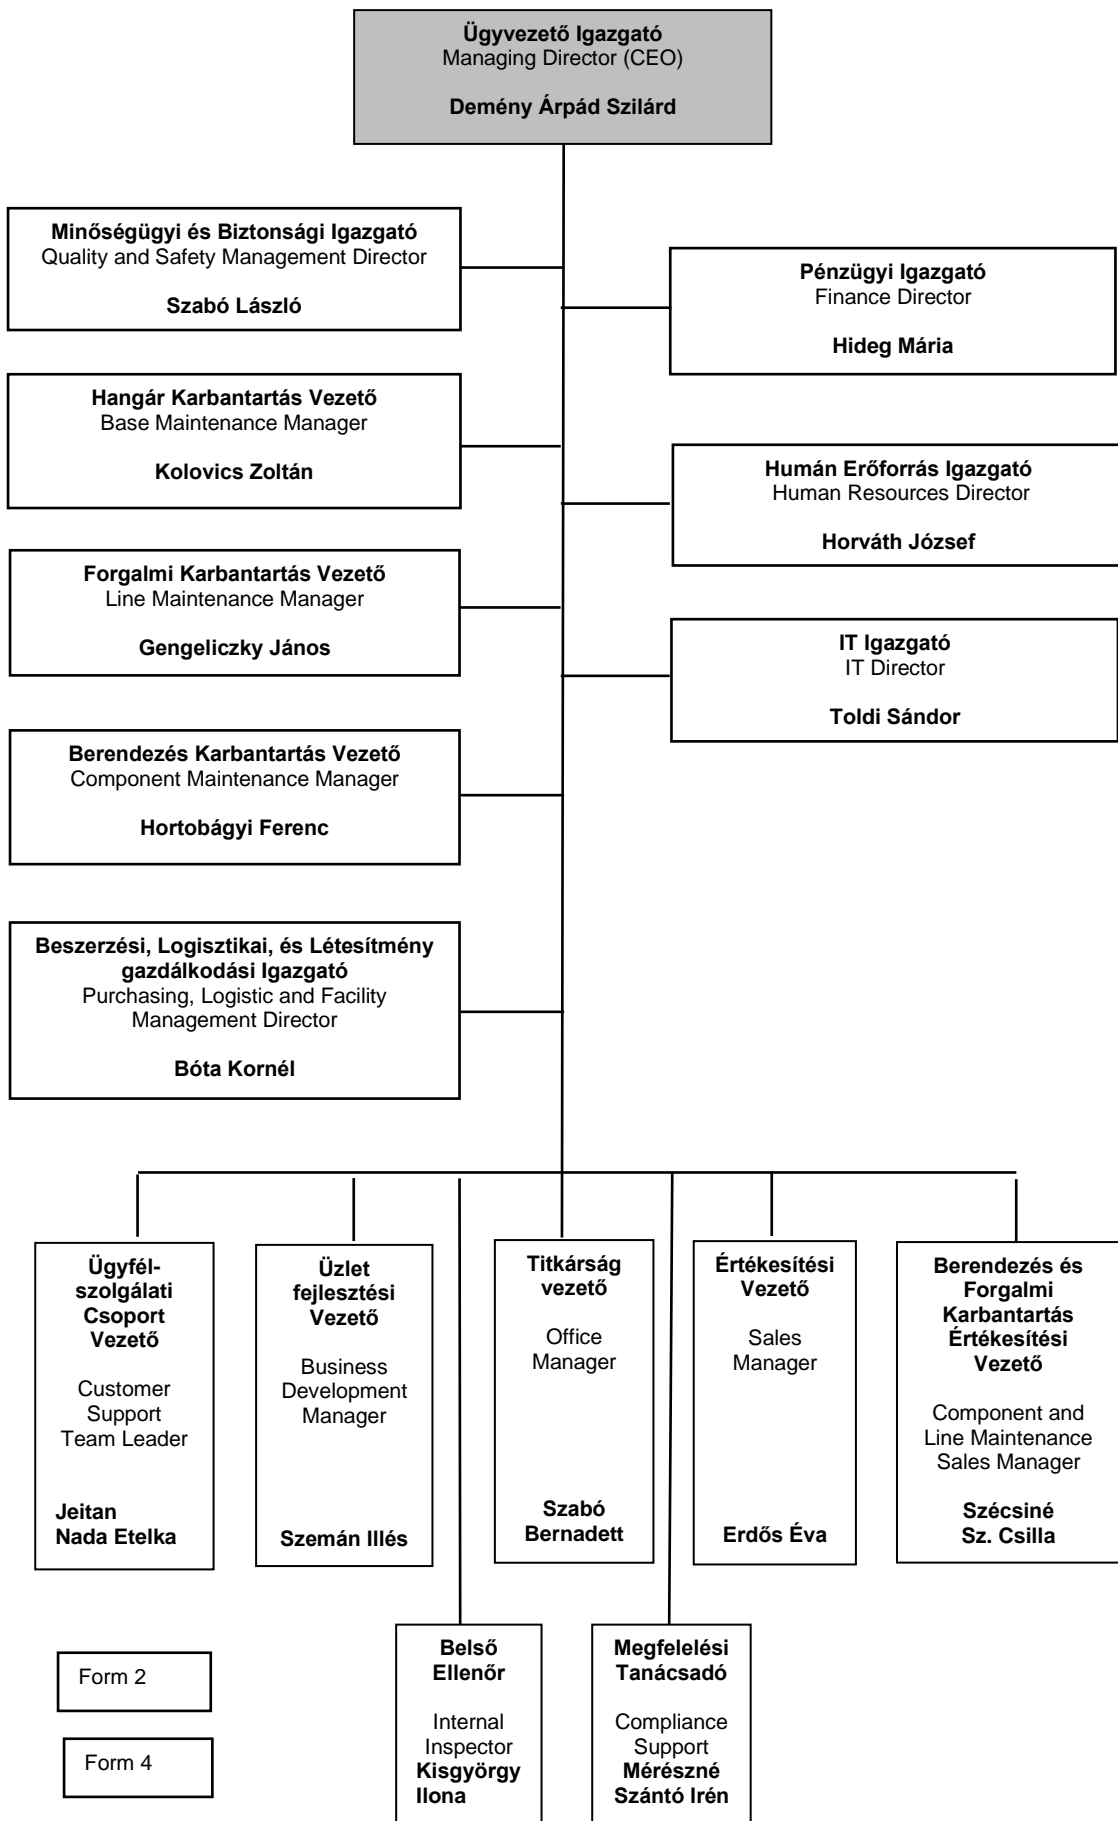 Ügyvezető Igazgató
Managing Director (CEO)
Demény Árpád Szilárd
Minőségügyi és Biztonsági Igazgató
Quality and Safety Management Director
Szabó László
Pénzügyi Igazgató
Finance Director
Hideg Mária
Hangár Karbantartás Vezető
Base Maintenance Manager
Kolovics Zoltán
Humán Erőforrás Igazgató
Human Resources Director
Horváth József
Forgalmi Karbantartás Vezető
Line Maintenance Manager
Gengeliczky János
IT Igazgató
IT Director
Toldi Sándor
Berendezés Karbantartás Vezető
Component Maintenance Manager
Hortobágyi Ferenc
Beszerzési, Logisztikai, és Létesítmény
gazdálkodási Igazgató
Purchasing, Logistic and Facility
Management Director
Bóta Kornél
Ügyfél-
szolgálati
Csoport
Vezető
Customer
Support
Team Leader
Jeitan
Nada Etelka
Üzlet
fejlesztési
Vezető
Business
Development
Manager
Szemán Illés
Titkárság
vezető
Office
Manager
Szabó
Bernadett
Értékesítési
Vezető
Sales
Manager
Erdős Éva
Berendezés és
Forgalmi
Karbantartás
Értékesítési
Vezető
Component and
Line Maintenance
Sales Manager
Szécsiné
Sz. Csilla
Belső
Ellenőr
Internal
Inspector
Kisgyörgy
Ilona
Megfelelési
Tanácsadó
Compliance
Support
Mérészné
Szántó Irén
Form 2
Form 4